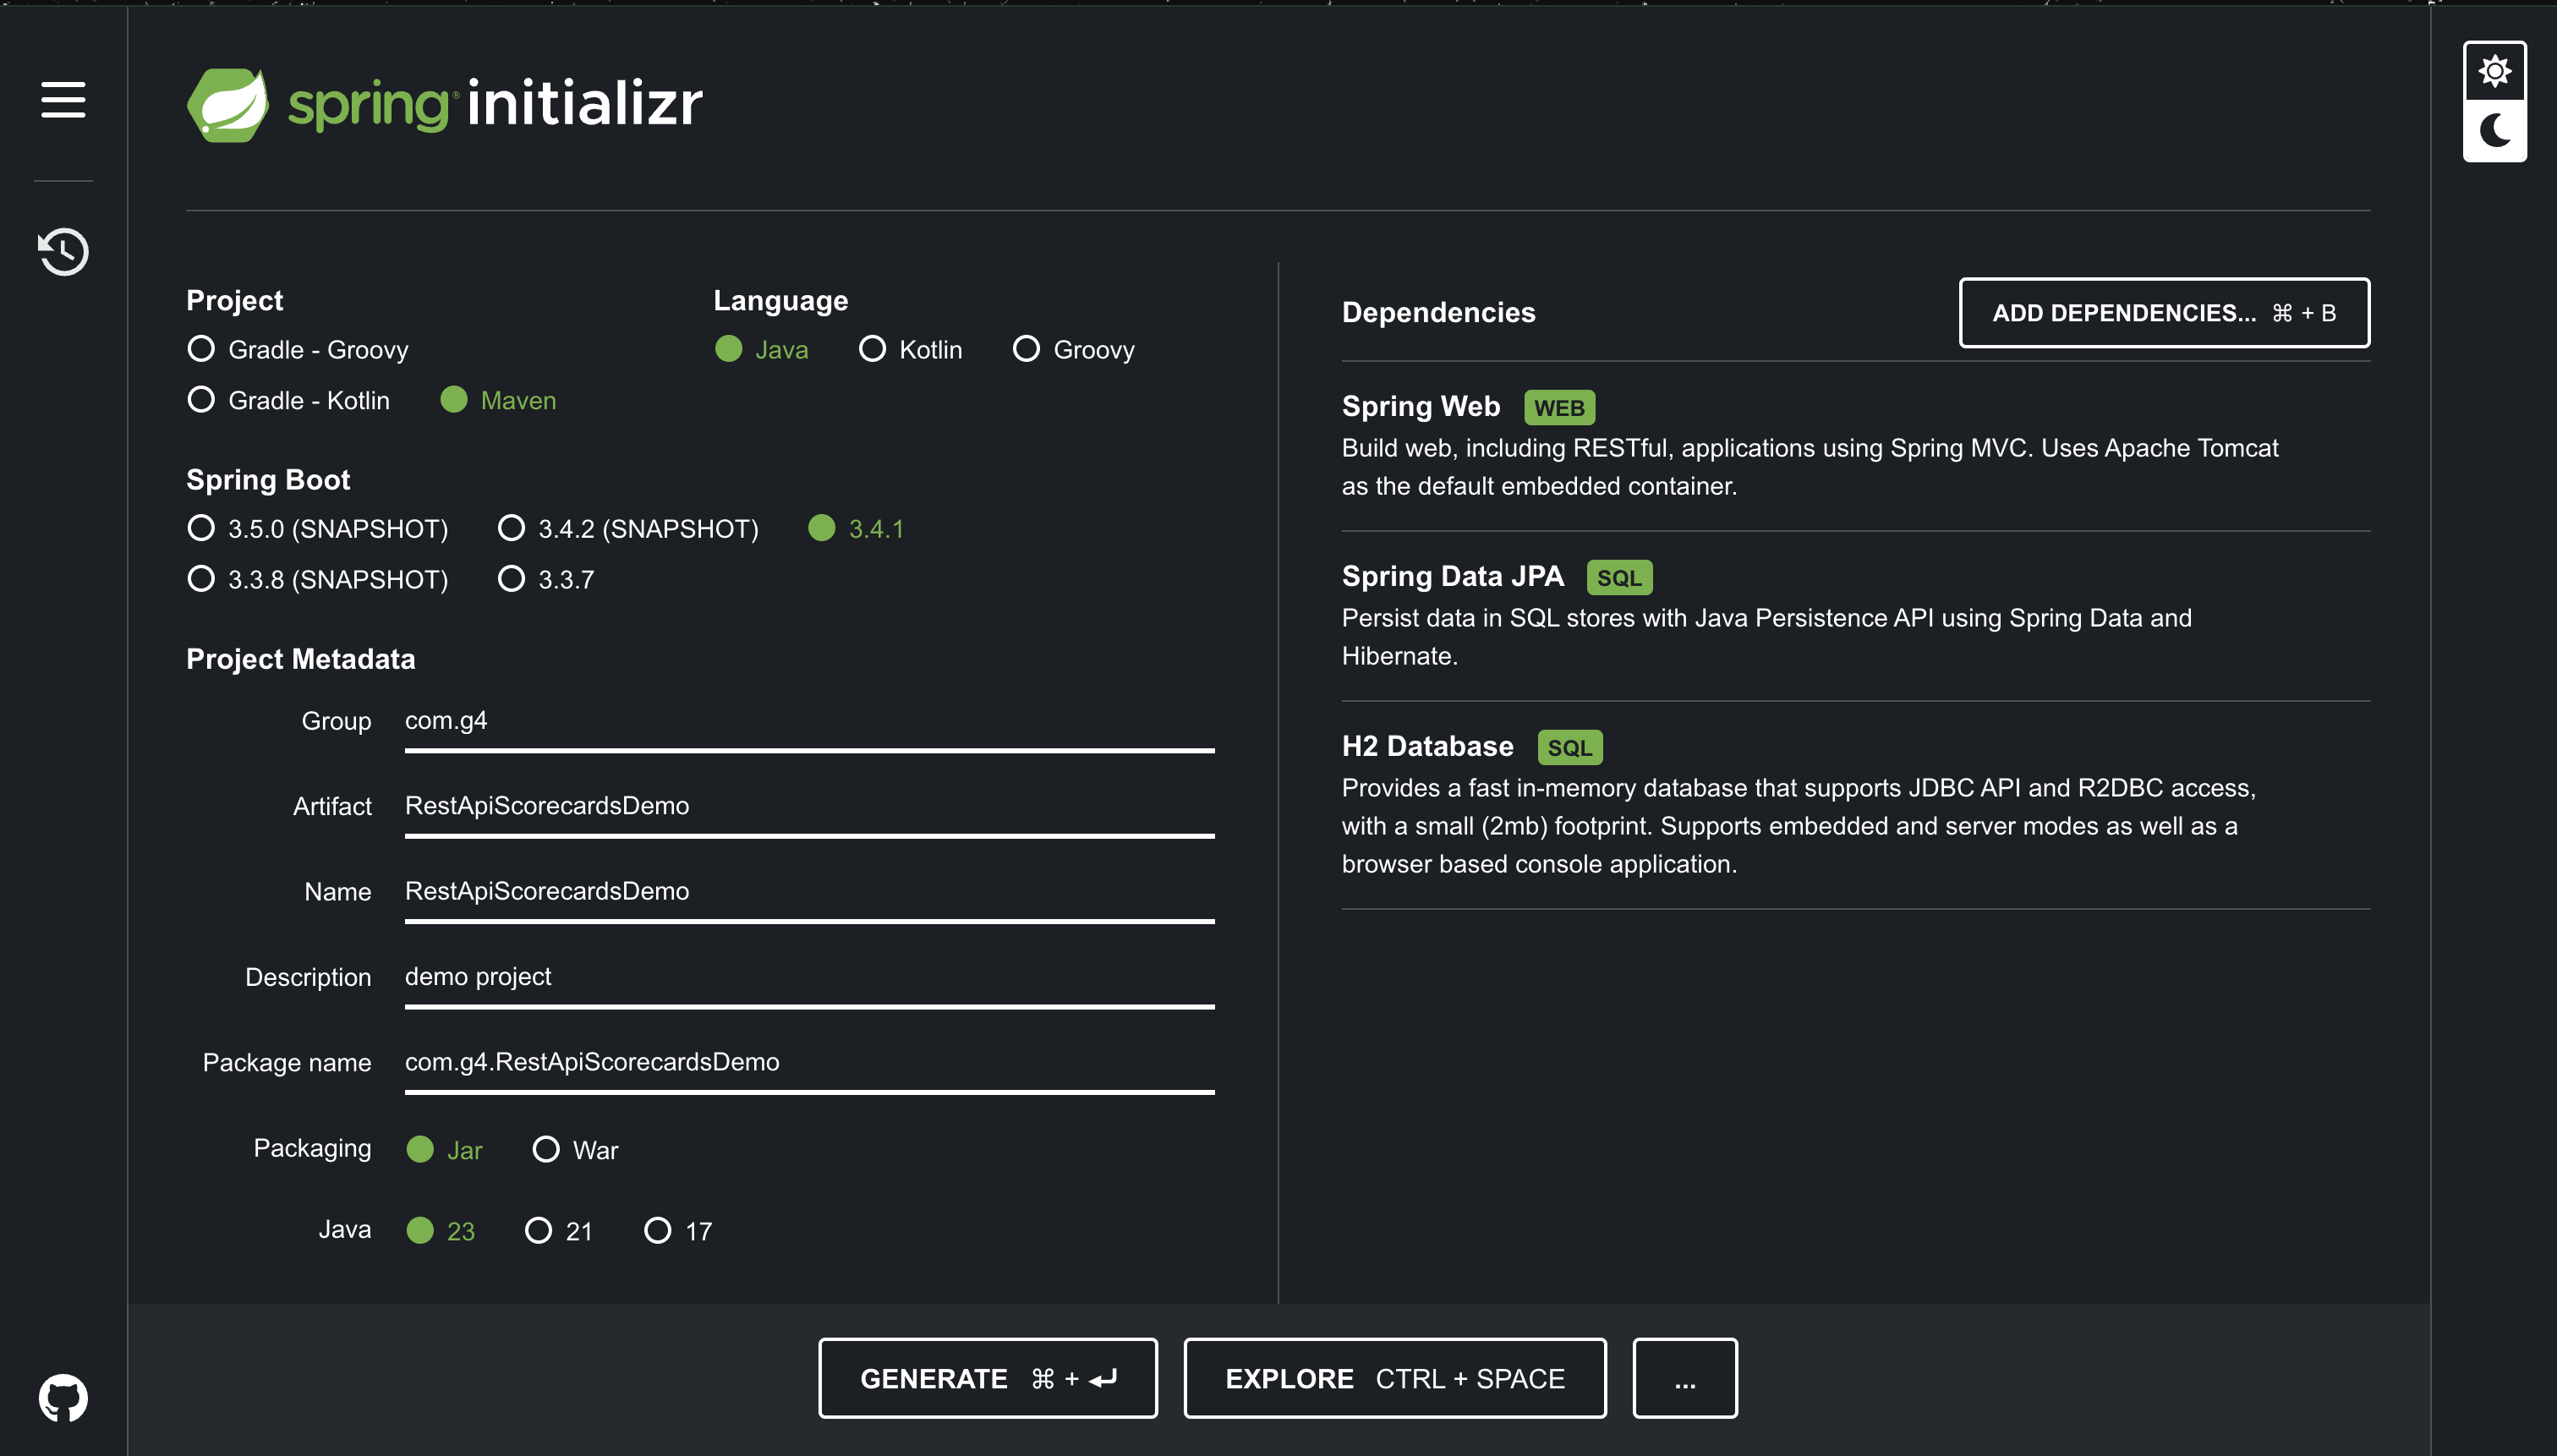 spring initializr
Project
Gradle - Groovy
Gradle - Kotlin Maven
Language
Java Kotlin Groovy
Spring Boot
3.5.0 (SNAPSHOT) 3.4.2 (SNAPSHOT) 3.4.1
3.3.8 (SNAPSHOT) 3.3.7
Project Metadata
Group com.g4
Artifact RestApiScorecardsDemo
Name RestApiScorecardsDemo
Description demo project
Package name com.g4.RestApiScorecardsDemo
Packaging Jar War
Java 23 21 17
Dependencies
ADD DEPENDENCIES... ⌘ + B
Spring Web WEB
Build web, including RESTful, applications using Spring MVC. Uses Apache Tomcat
as the default embedded container.
Spring Data JPA SQL
Persist data in SQL stores with Java Persistence API using Spring Data and
Hibernate.
H2 Database SQL
Provides a fast in-memory database that supports JDBC API and R2DBC access,
with a small (2mb) footprint. Supports embedded and server modes as well as a
browser based console application.
GENERATE ⌘ + ⏎
EXPLORE CTRL + SPACE
...